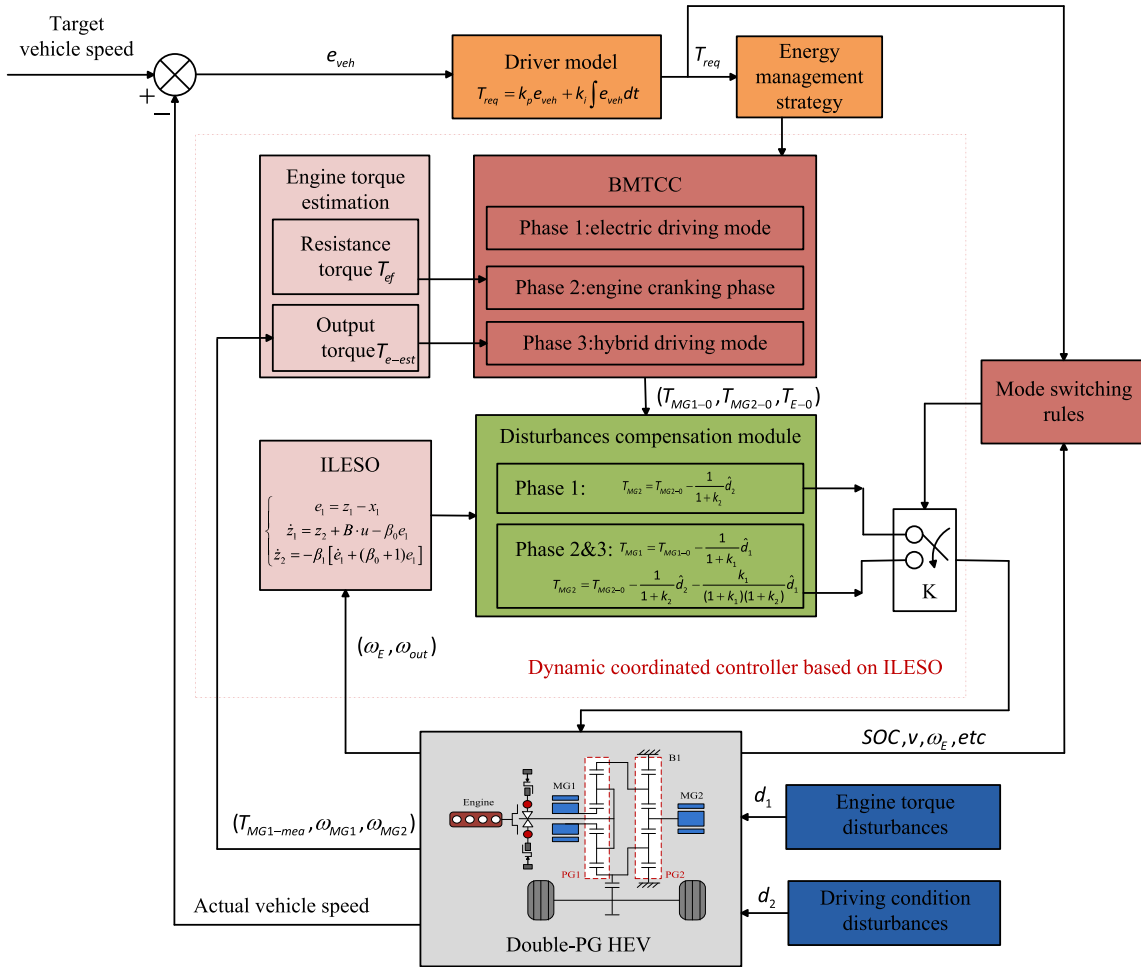 Target
vehicle speed
+
−
e_veh
Driver model
T_req = k_p e_veh + k_i ∫ e_veh dt
T_req
Energy
management
strategy
Engine torque
estimation
Resistance
torque T_ef
Output
torque T_e−est
BMTCC
Phase 1:electric driving mode
Phase 2:engine cranking phase
Phase 3:hybrid driving mode
(T_MG1−0, T_MG2−0, T_E−0)
Mode switching
rules
ILESO
e_1 = z_1 − x_1
ż_1 = z_2 + B·u − β_0 e_1
ż_2 = −β_1[ė_1 + (β_0+1)e_1]
Disturbances compensation module
Phase 1: T_MG2 = T_MG2−0 − 1/(1+k_2) d̂_2
Phase 2&3: T_MG1 = T_MG1−0 − 1/(1+k_1) d̂_1
T_MG2 = T_MG2−0 − 1/(1+k_2) d̂_2 − k_1/((1+k_1)(1+k_2)) d̂_1
K
(ω_E, ω_out)
Dynamic coordinated controller based on ILESO
SOC,v,ω_E,etc
(T_MG1−mea, ω_MG1, ω_MG2)
Actual vehicle speed
Engine
MG1
B1
MG2
PG1
PG2
Double-PG HEV
d_1
Engine torque
disturbances
d_2
Driving condition
disturbances